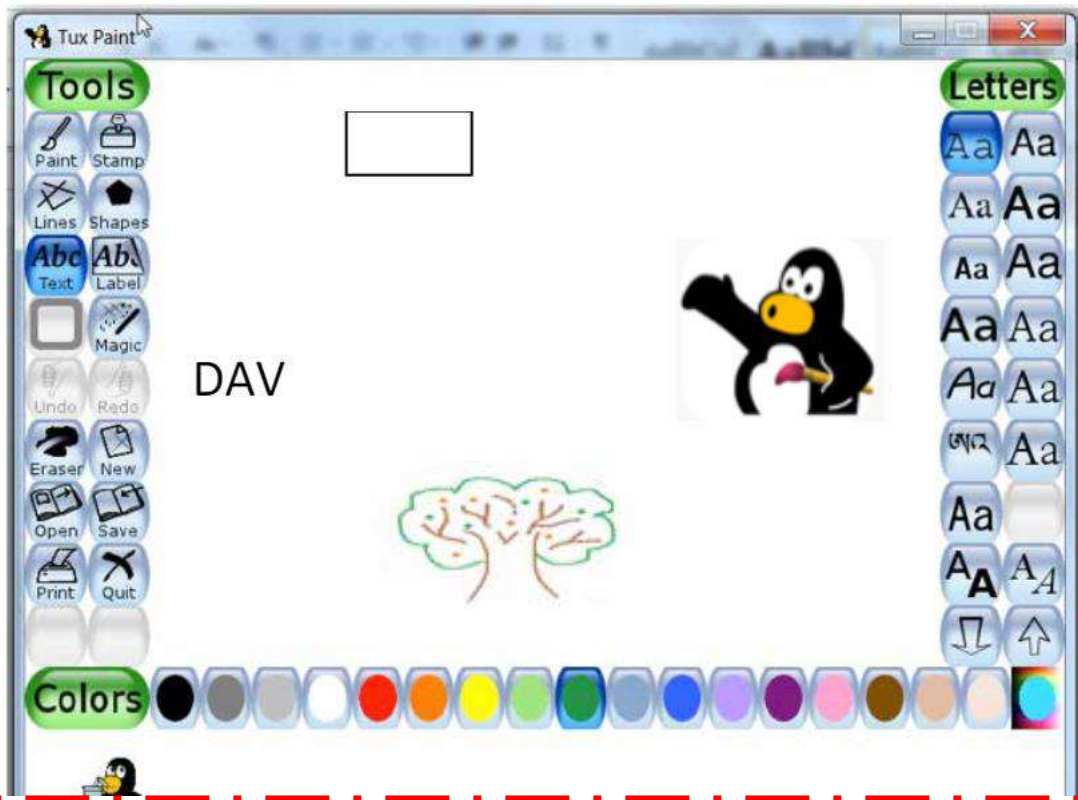 Tux Paint
Tools
Letters
Paint Stamp
Aa Aa
Lines Shapes
Aa Aa
Abc Abc
Text Label
Aa Aa
Magic
Aa Aa
Undo Redo
DAV
Aa Aa
Eraser New
Aa
Open Save
Aa
Print Quit
AA AA
Colors